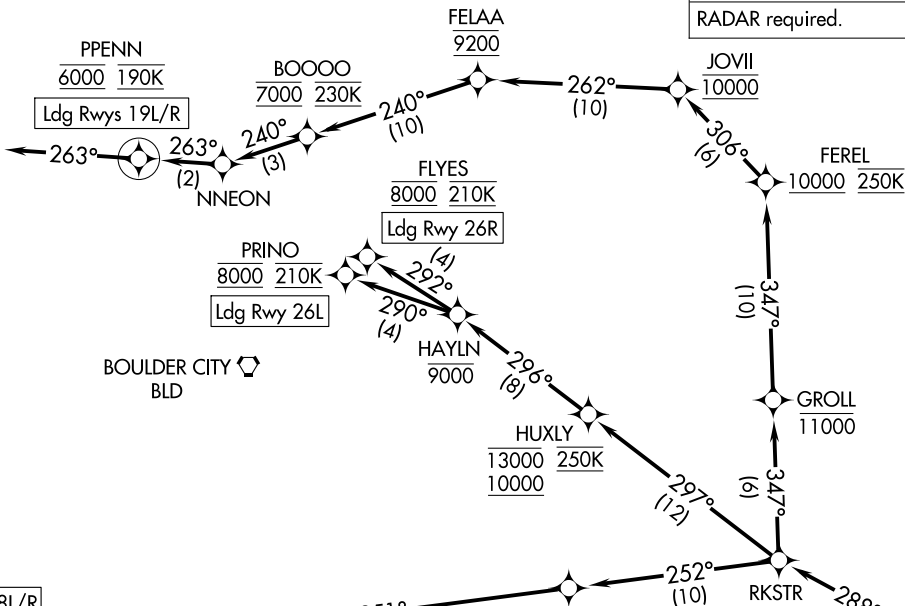 RADAR required.
FELAA
9200
PPENN
6000 190K
Ldg Rwys 19L/R
BOOOO
7000 230K
JOVII
10000
262°
(10)
240°
(10)
240°
(3)
263°
263°
(2)
NNEON
306°
(6)
FEREL
10000 250K
FLYES
8000 210K
Ldg Rwy 26R
(4)
292°
PRINO
8000 210K
Ldg Rwy 26L
290°
(4)
347°
(10)
HAYLN
9000
BOULDER CITY
BLD
296°
(8)
GROLL
11000
HUXLY
13000 250K
10000
297°
(12)
347°
(6)
252°
(10)
RKSTR
289°
8L/R